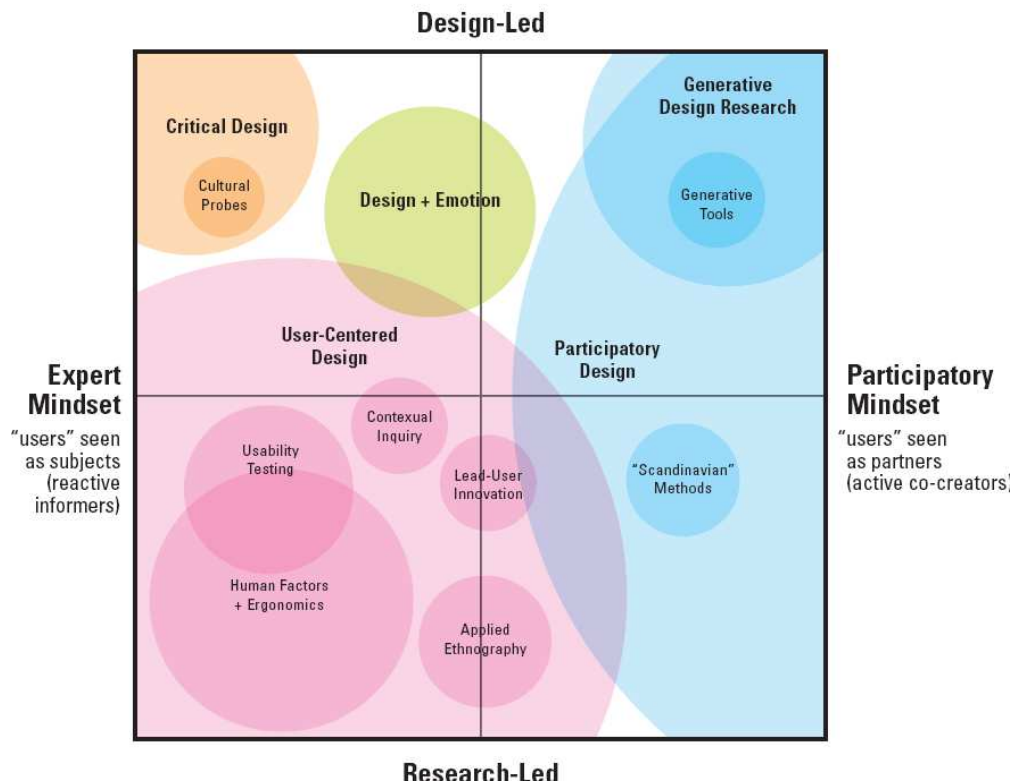 Design-Led
Generative
Design Research
Critical Design
Cultural
Probes
Design + Emotion
Generative
Tools
User-Centered
Design
Participatory
Design
Expert
Mindset
"users" seen
as subjects
(reactive
informers)
Participatory
Mindset
"users" seen
as partners
(active co-creators)
Contexual
Inquiry
Usability
Testing
Lead-User
Innovation
"Scandinavian"
Methods
Human Factors
+ Ergonomics
Applied
Ethnography
Research-Led